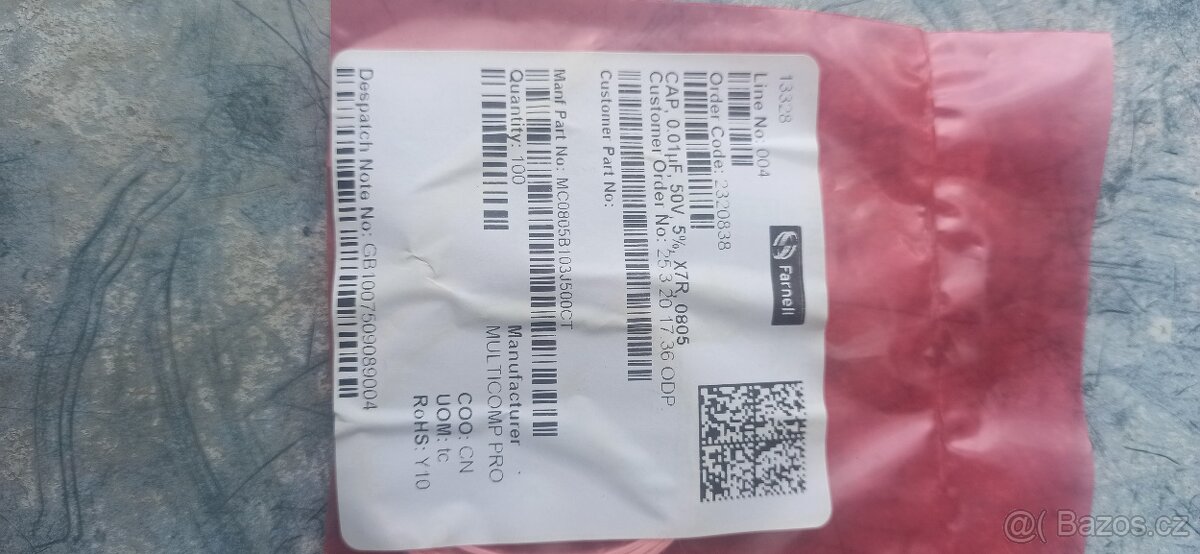 13328
Farnell
Line No: 004
Order Code: 2320838
CAP, 0.01µF, 50V, 5%, X7R, 0805
Customer Order No: 25 3 20 17 36 ODP.
Customer Part No:
Manf Part No: MC0805B103J500CT
Quantity: 100
Manufacturer
MULTICOMP PRO
COO: CN
UOM: tc
RoHS: Y10
Despatch Note No: GB1007509089004
@( Bazos.cz